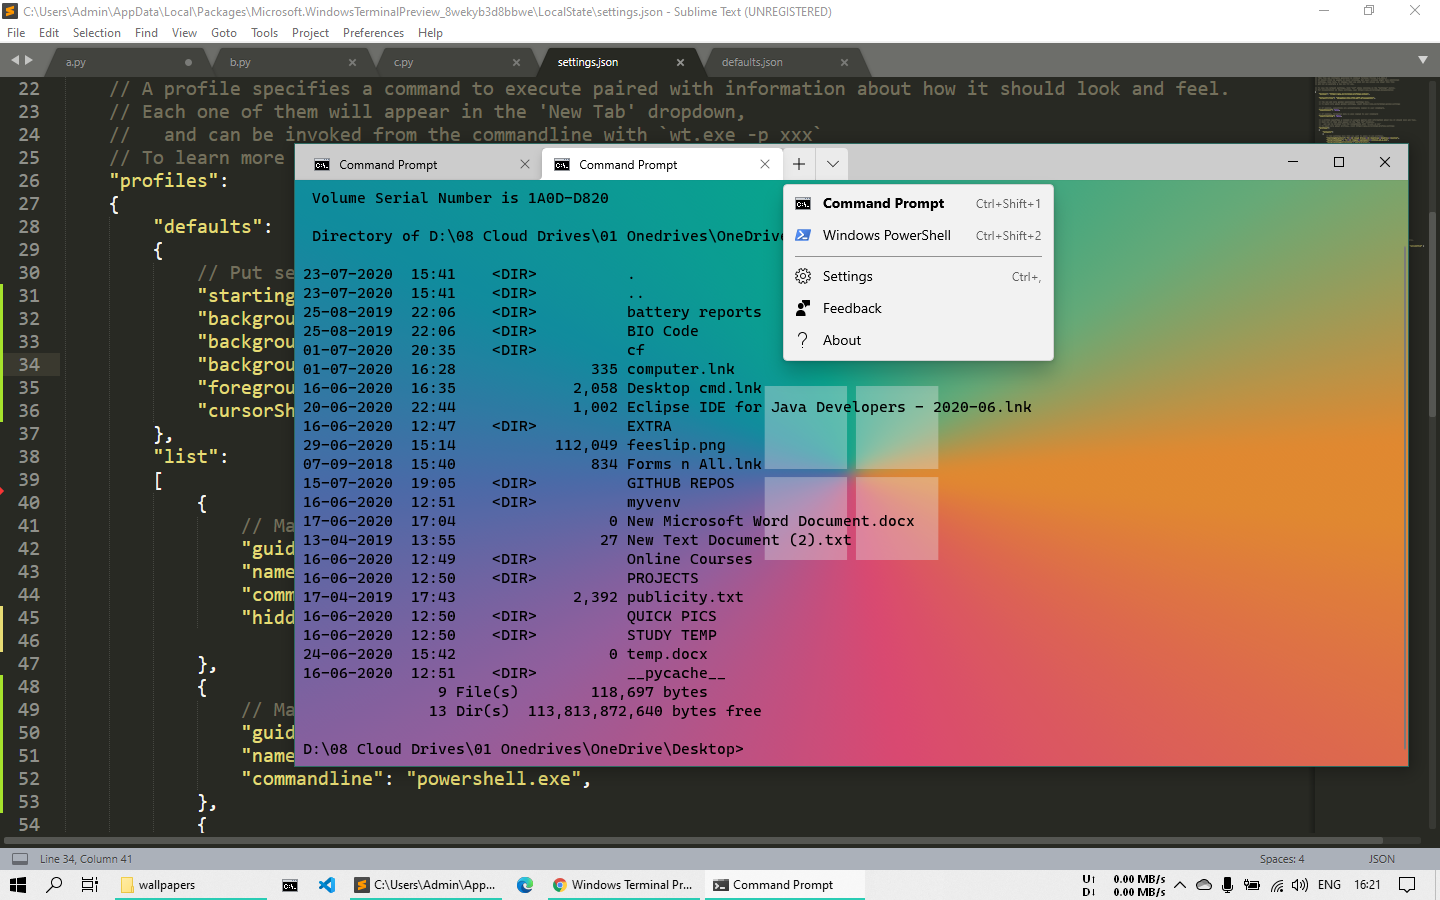 C:\Users\Admin\AppData\Local\Packages\Microsoft.WindowsTerminalPreview_8wekyb3d8bbwe\LocalState\settings.json - Sublime Text (UNREGISTERED)
File Edit Selection Find View Goto Tools Project Preferences Help
a.py b.py c.py settings.json defaults.json
22 // A profile specifies a command to execute paired with information about how it should look and feel.
23 // Each one of them will appear in the 'New Tab' dropdown,
24 //   and can be invoked from the commandline with `wt.exe -p xxx`
25 // To learn more
26 "profiles":
27 {
28 "defaults":
29 {
30 // Put se
31 "starting
32 "backgrou
33 "backgrou
34 "backgrou
35 "foregrou
36 "cursorSh
37 },
38 "list":
39 [
40 {
41 // Ma
42 "guid
43 "name
44 "comm
45 "hidd
46
47 },
48 {
49 // Ma
50 "guid
51 "name
52 "commandline": "powershell.exe",
53 },
54 {
Command Prompt Command Prompt
Volume Serial Number is 1A0D-D820
Directory of D:\08 Cloud Drives\01 Onedrives\OneDrive
23-07-2020  15:41    <DIR>          .
23-07-2020  15:41    <DIR>          ..
25-08-2019  22:06    <DIR>          battery reports
25-08-2019  22:06    <DIR>          BIO Code
01-07-2020  20:35    <DIR>          cf
01-07-2020  16:28               335 computer.lnk
16-06-2020  16:35             2,058 Desktop cmd.lnk
20-06-2020  22:44             1,002 Eclipse IDE for Java Developers - 2020-06.lnk
16-06-2020  12:47    <DIR>          EXTRA
29-06-2020  15:14           112,049 feeslip.png
07-09-2018  15:40               834 Forms n All.lnk
15-07-2020  19:05    <DIR>          GITHUB REPOS
16-06-2020  12:51    <DIR>          myvenv
17-06-2020  17:04                 0 New Microsoft Word Document.docx
13-04-2019  13:55                27 New Text Document (2).txt
16-06-2020  12:49    <DIR>          Online Courses
16-06-2020  12:50    <DIR>          PROJECTS
17-04-2019  17:43             2,392 publicity.txt
16-06-2020  12:50    <DIR>          QUICK PICS
16-06-2020  12:50    <DIR>          STUDY TEMP
24-06-2020  15:42                 0 temp.docx
16-06-2020  12:51    <DIR>          __pycache__
9 File(s)        118,697 bytes
13 Dir(s)  113,813,872,640 bytes free
D:\08 Cloud Drives\01 Onedrives\OneDrive\Desktop>
Command Prompt Ctrl+Shift+1
Windows PowerShell Ctrl+Shift+2
Settings Ctrl+,
Feedback
About
Line 34, Column 41 Spaces: 4 JSON
wallpapers C:\Users\Admin\App... Windows Terminal Pr... Command Prompt U↑ 0.00 MB/s ENG 16:21
D↓ 0.00 MB/s